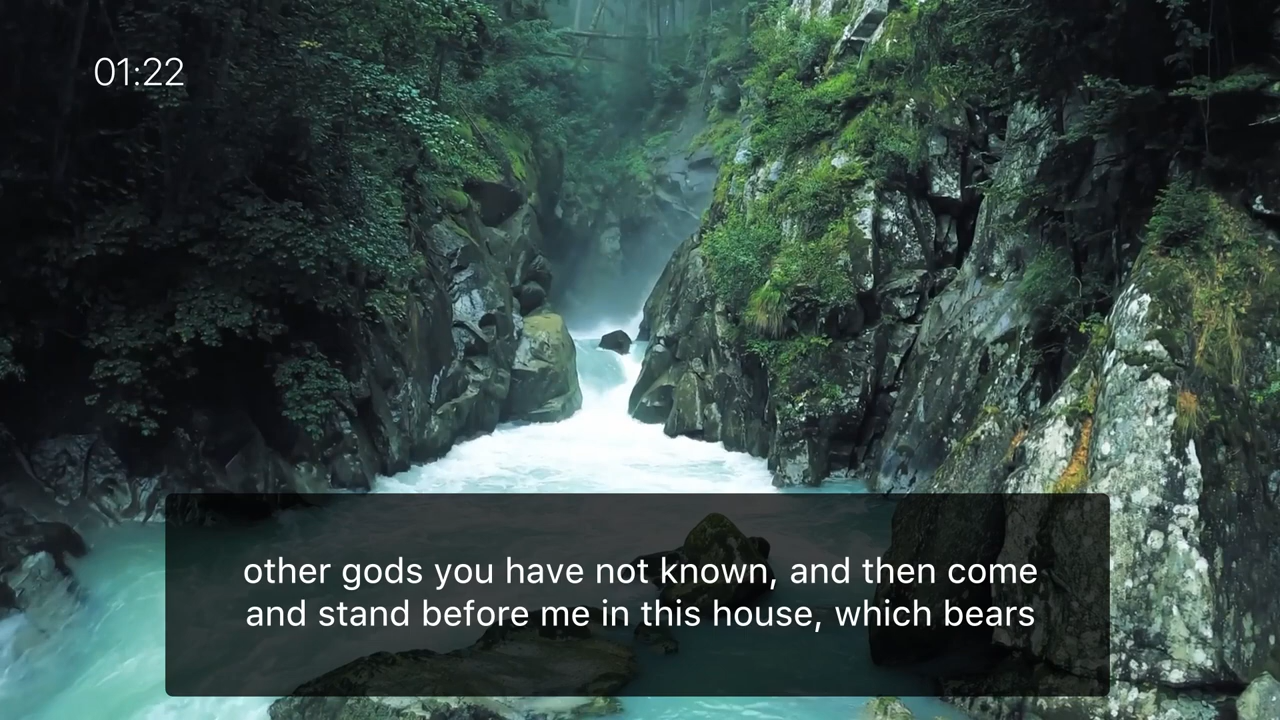 01:22
other gods you have not known, and then come
and stand before me in this house, which bears